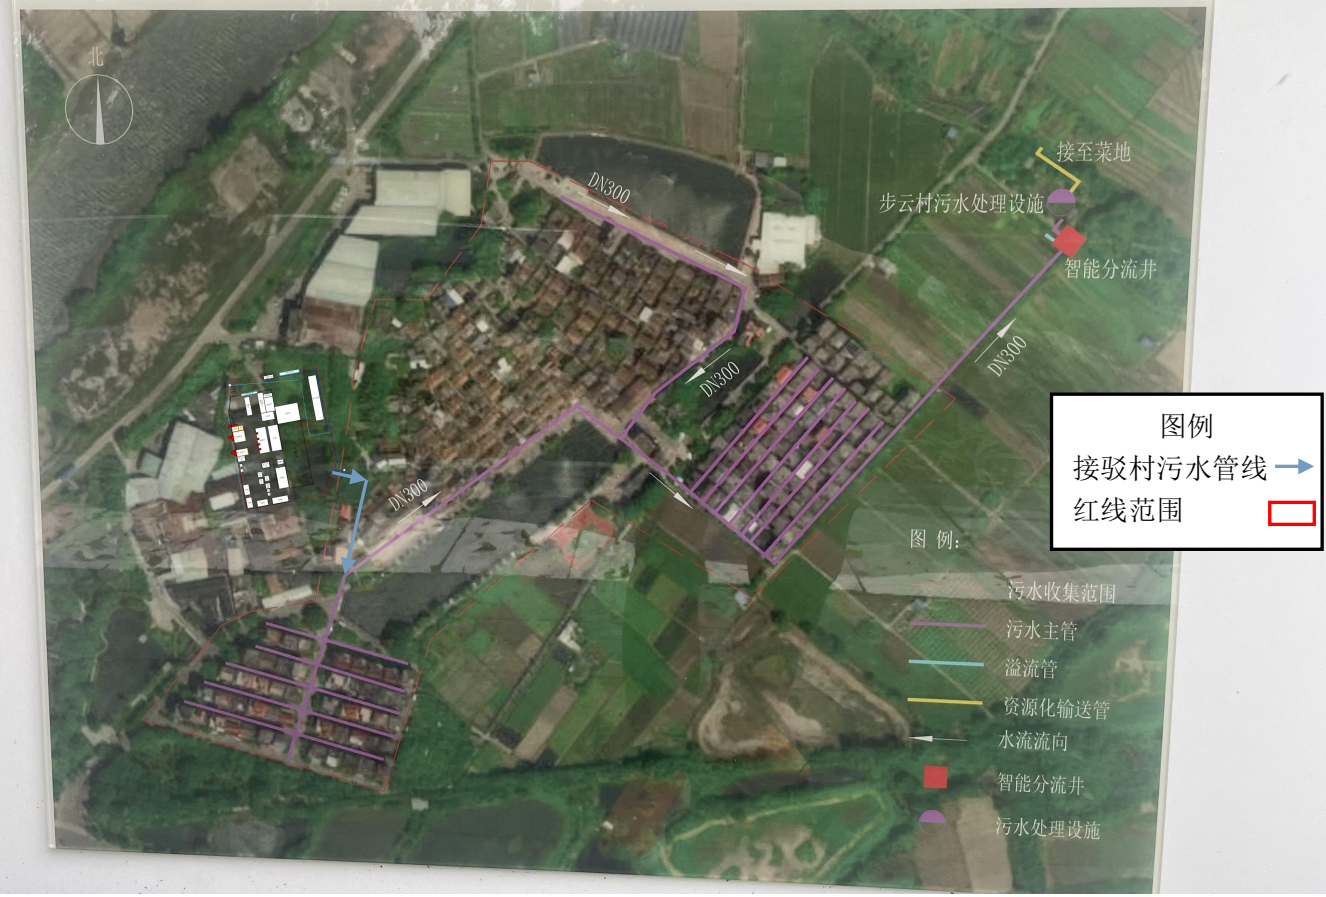 北
DN300
接至菜地
步云村污水处理设施
智能分流井
DN300
DN300
DN300
图例
接驳村污水管线
红线范围
图 例:
污水收集范围
污水主管
溢流管
资源化输送管
水流流向
智能分流井
污水处理设施